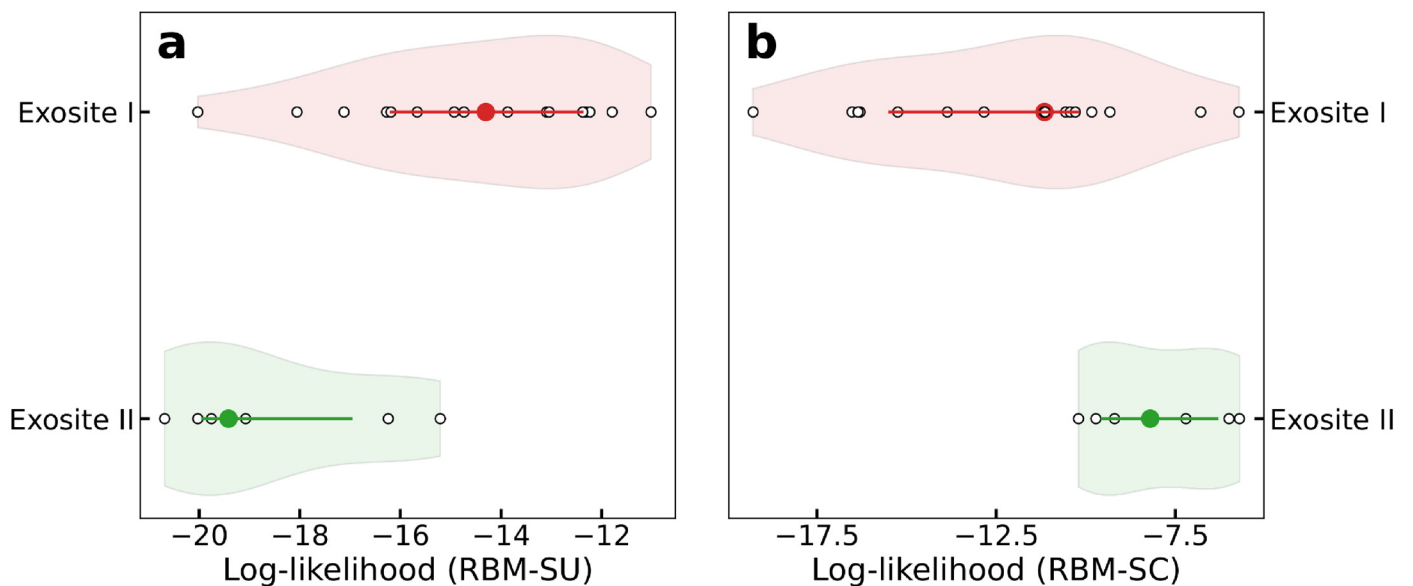 a
b
Exosite I
Exosite I
Exosite II
Exosite II
−20 −18 −16 −14 −12
−17.5 −12.5 −7.5
Log-likelihood (RBM-SU)
Log-likelihood (RBM-SC)